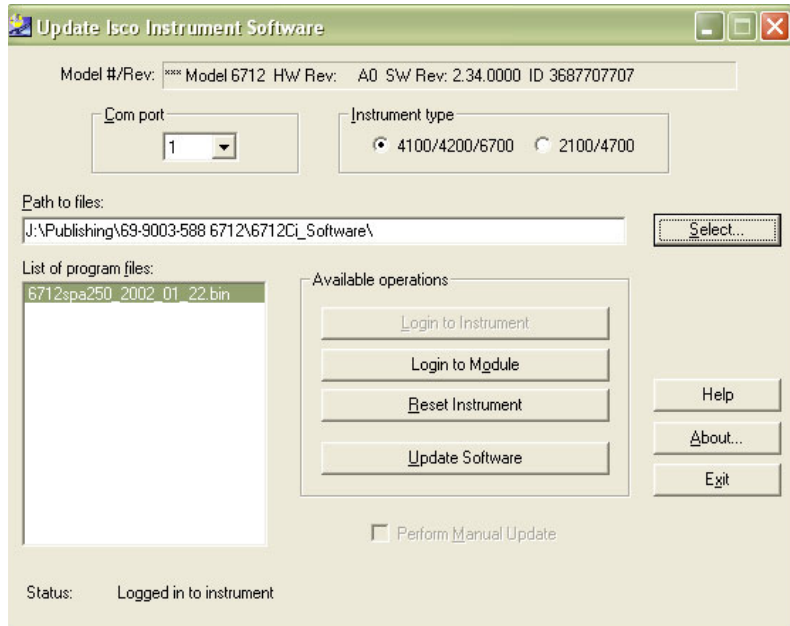 Update Isco Instrument Software
Model #/Rev: *** Model 6712 HW Rev: A0 SW Rev: 2.34.0000 ID 3687707707
Com port
1
Instrument type
4100/4200/6700
2100/4700
Path to files:
J:\Publishing\69-9003-588 6712\6712Ci_Software\
Select...
List of program files:
6712spa250_2002_01_22.bin
Available operations
Login to Instrument
Login to Module
Reset Instrument
Update Software
Help
About...
Exit
Perform Manual Update
Status: Logged in to instrument